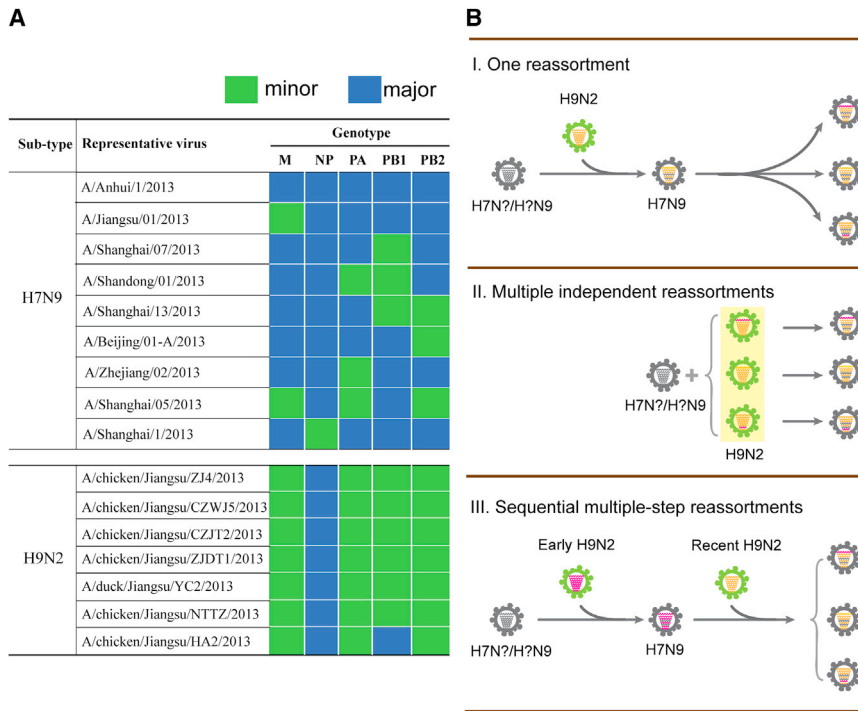 A
minor major
Sub-type Representative virus Genotype
M NP PA PB1 PB2
H7N9
A/Anhui/1/2013
A/Jiangsu/01/2013
A/Shanghai/07/2013
A/Shandong/01/2013
A/Shanghai/13/2013
A/Beijing/01-A/2013
A/Zhejiang/02/2013
A/Shanghai/05/2013
A/Shanghai/1/2013
H9N2
A/chicken/Jiangsu/ZJ4/2013
A/chicken/Jiangsu/CZWJ5/2013
A/chicken/Jiangsu/CZJT2/2013
A/chicken/Jiangsu/ZJDT1/2013
A/duck/Jiangsu/YC2/2013
A/chicken/Jiangsu/NTTZ/2013
A/chicken/Jiangsu/HA2/2013
B
I. One reassortment
H9N2
H7N?/H?N9
H7N9
II. Multiple independent reassortments
+
H7N?/H?N9
H9N2
III. Sequential multiple-step reassortments
Early H9N2 Recent H9N2
H7N?/H?N9
H7N9